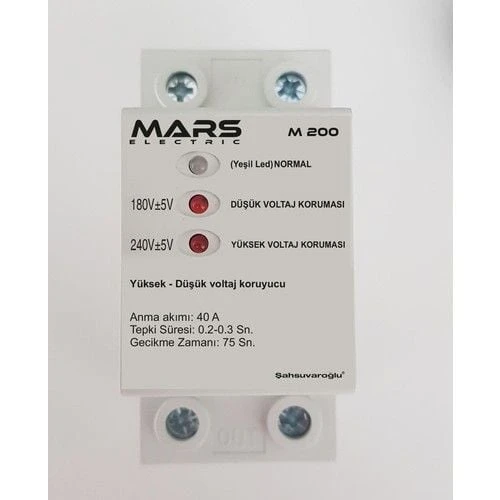 MARS M 200
ELECTRIC
(Yeşil Led)NORMAL
180V±5V DÜŞÜK VOLTAJ KORUMASI
240V±5V YÜKSEK VOLTAJ KORUMASI
Yüksek - Düşük voltaj koruyucu
Anma akımı: 40 A
Tepki Süresi: 0.2-0.3 Sn.
Gecikme Zamanı: 75 Sn.
Şahsuvaroğlu®
OUT